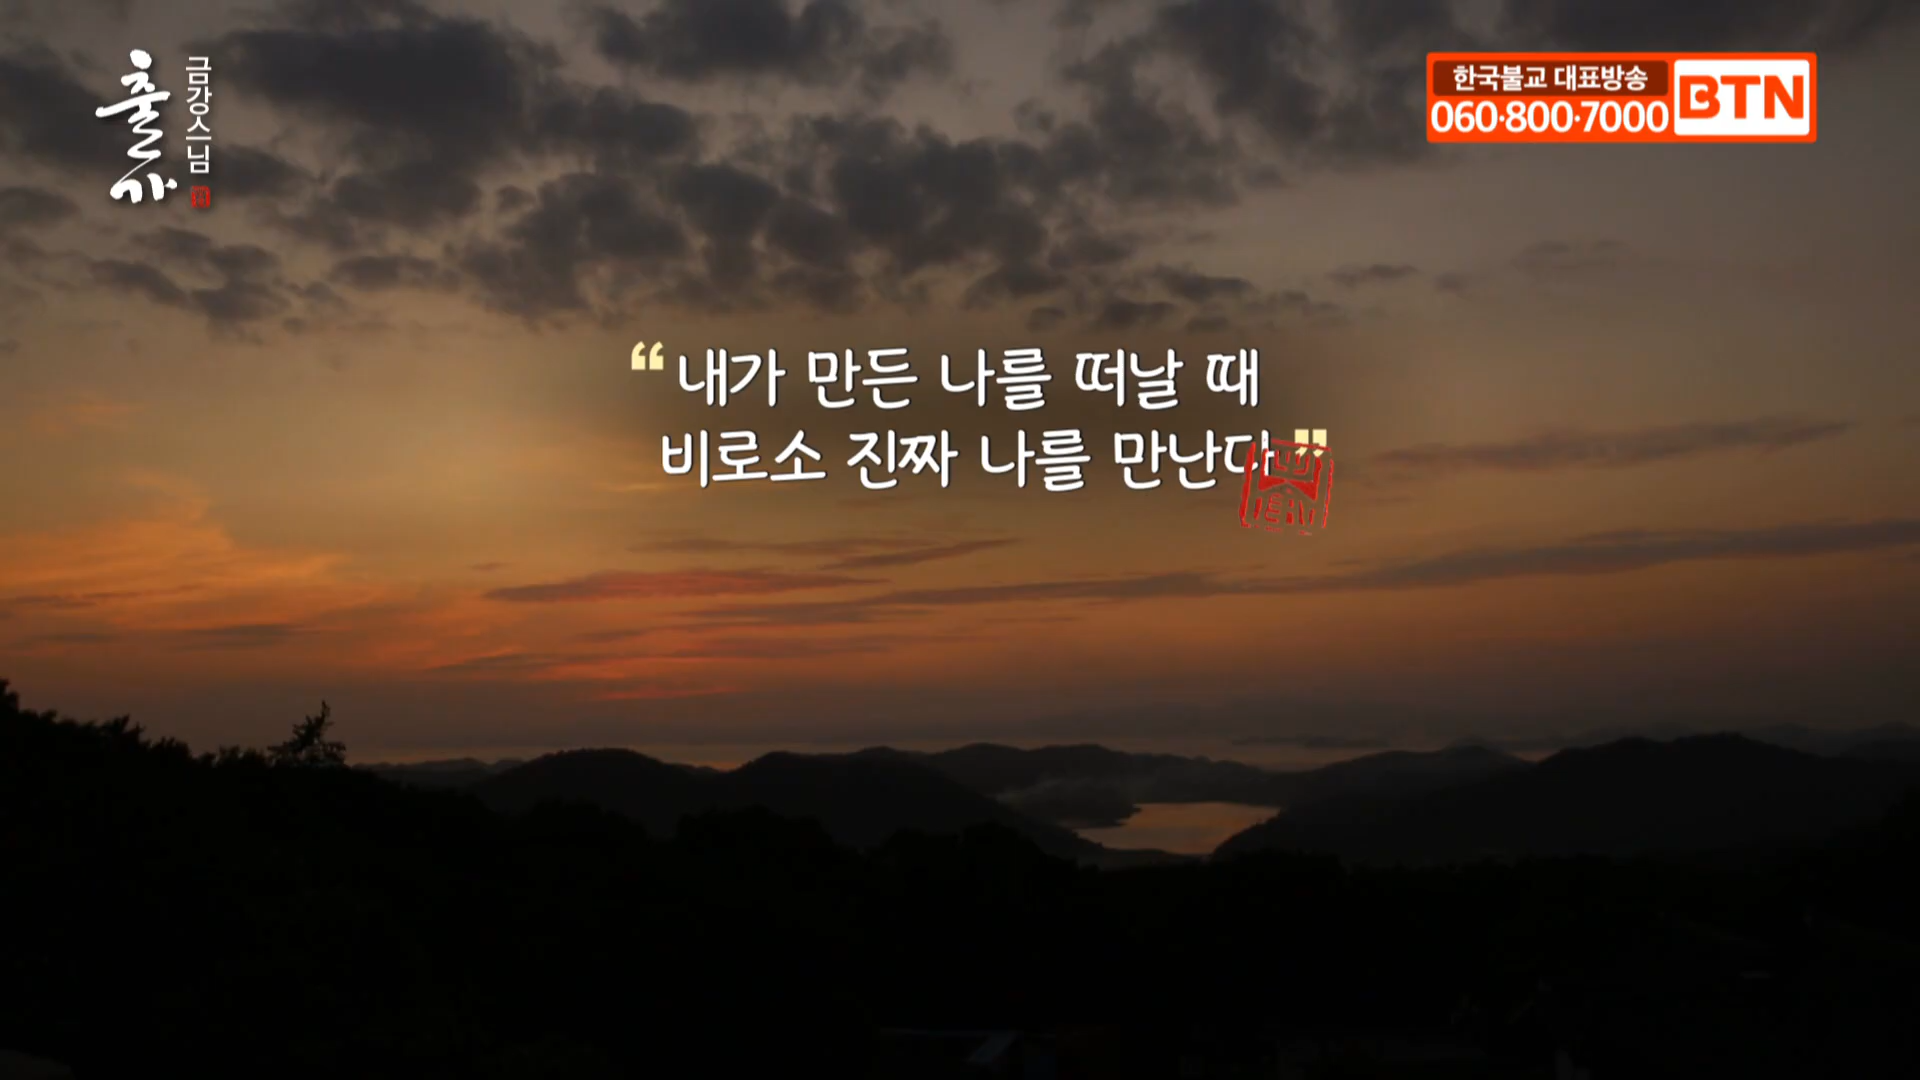 출가
금강스님
한국불교 대표방송
060·800·7000
BTN
“내가 만든 나를 떠날 때
비로소 진짜 나를 만난다”